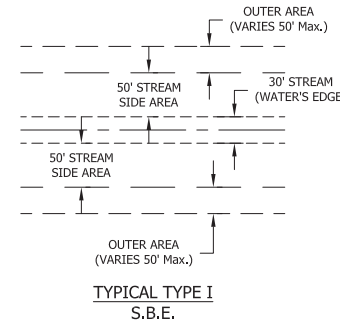 OUTER AREA
(VARIES 50' Max.)
50' STREAM
SIDE AREA
30' STREAM
(WATER'S EDGE
50' STREAM
SIDE AREA
OUTER AREA
(VARIES 50' Max.)
TYPICAL TYPE I
S.B.E.